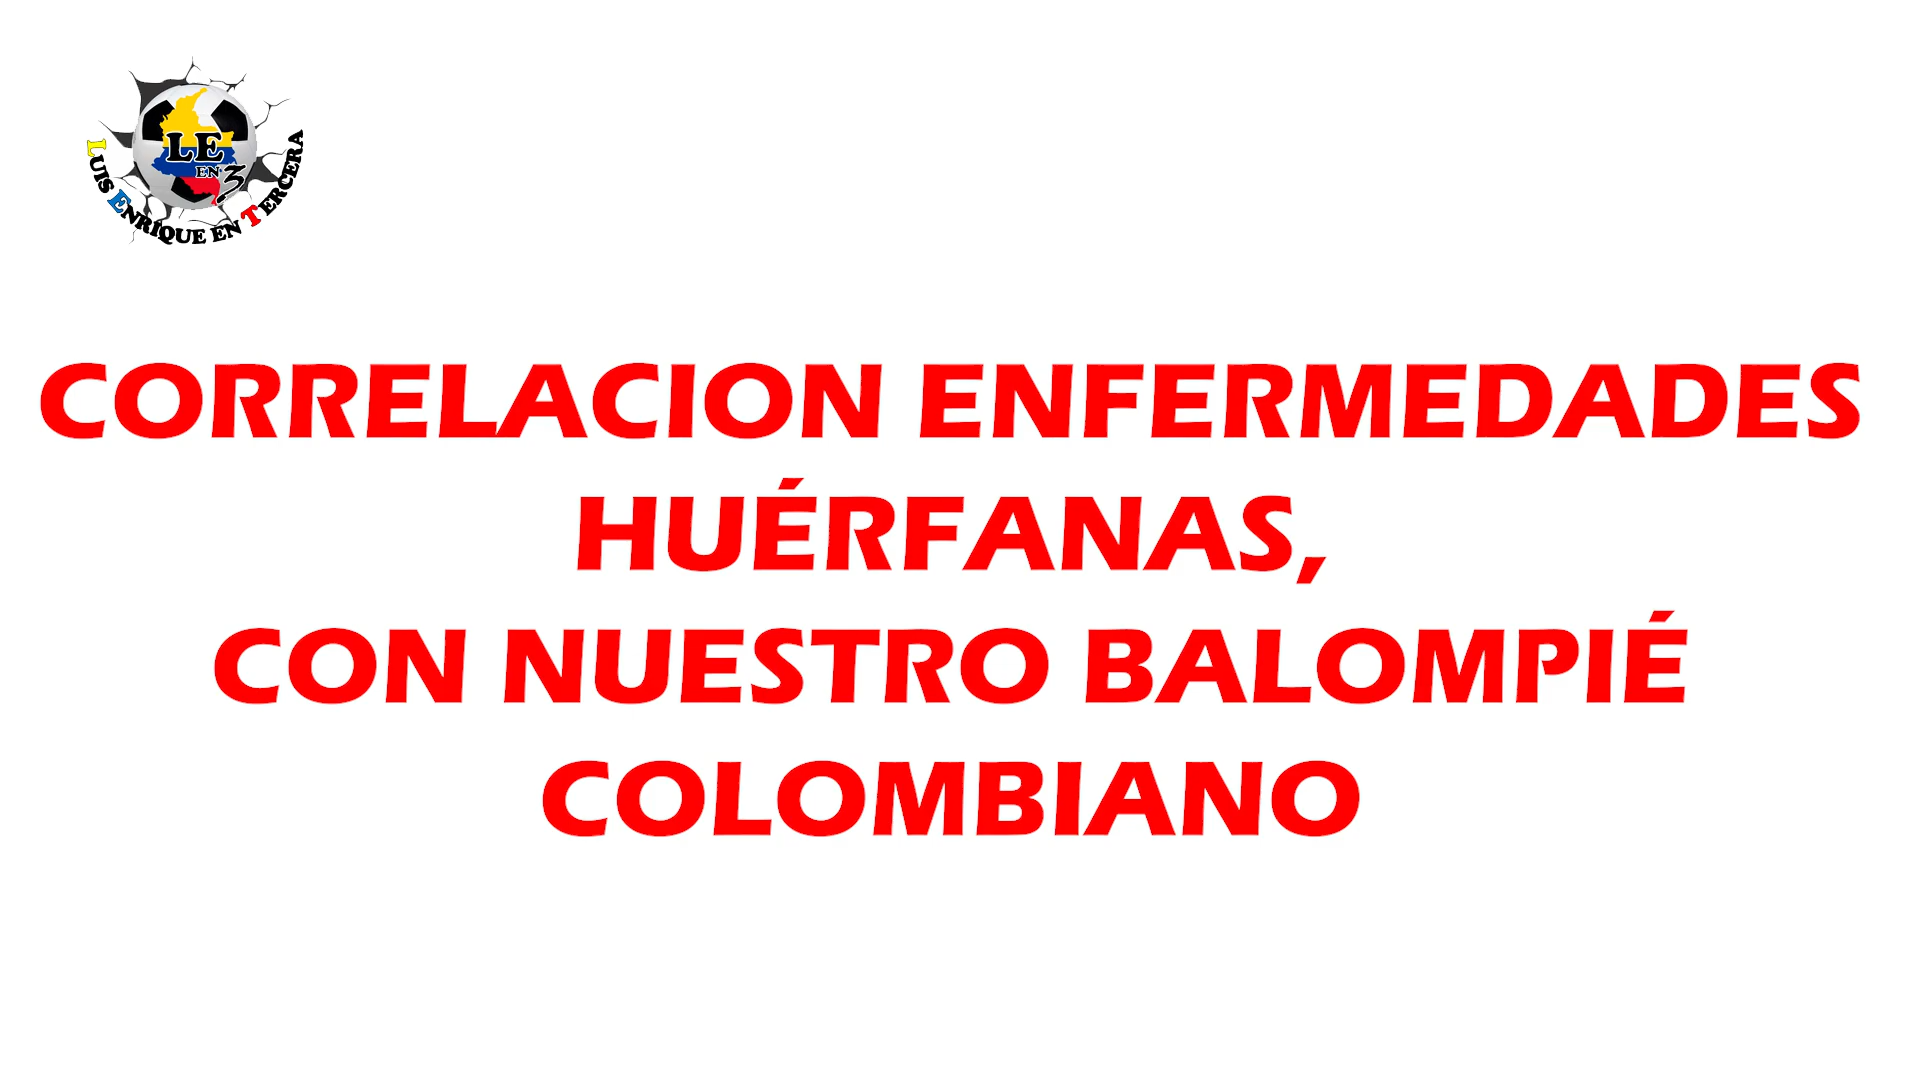 LE
EN 3
LUIS ENRIQUE EN TERCERA
CORRELACION ENFERMEDADES
HUÉRFANAS,
CON NUESTRO BALOMPIÉ
COLOMBIANO